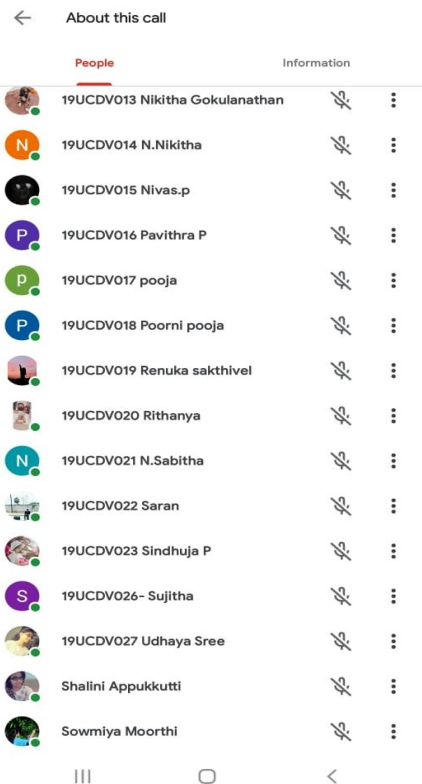 About this call
People Information
19UCDV013 Nikitha Gokulanathan
N 19UCDV014 N.Nikitha
19UCDV015 Nivas.p
P 19UCDV016 Pavithra P
p 19UCDV017 pooja
P 19UCDV018 Poorni pooja
19UCDV019 Renuka sakthivel
19UCDV020 Rithanya
N 19UCDV021 N.Sabitha
19UCDV022 Saran
19UCDV023 Sindhuja P
S 19UCDV026- Sujitha
19UCDV027 Udhaya Sree
Shalini Appukkutti
Sowmiya Moorthi